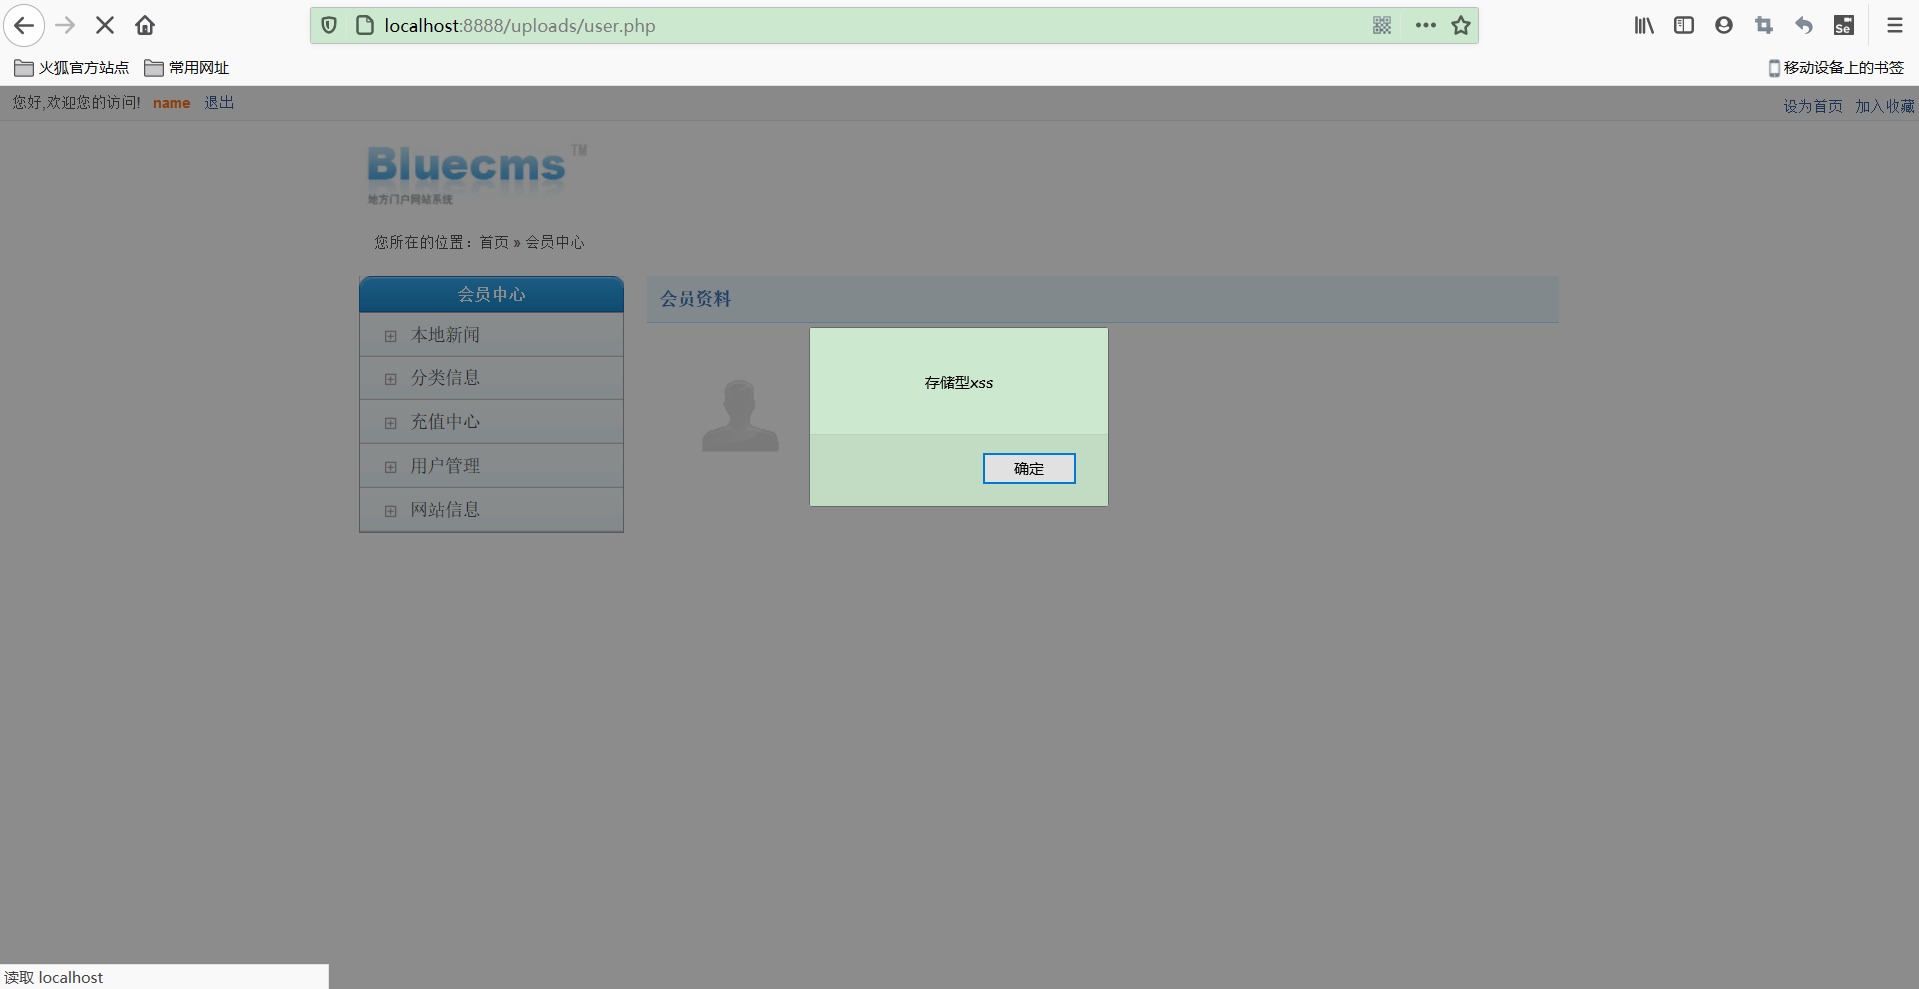 localhost:8888/uploads/user.php
Se
火狐官方站点 常用网址 移动设备上的书签
您好,欢迎您的访问! name 退出 设为首页 加入收藏
Bluecms TM
地方门户网站系统
您所在的位置：首页 » 会员中心
会员中心
会员资料
本地新闻
分类信息
充值中心
用户管理
网站信息
存储型xss
确定
读取 localhost